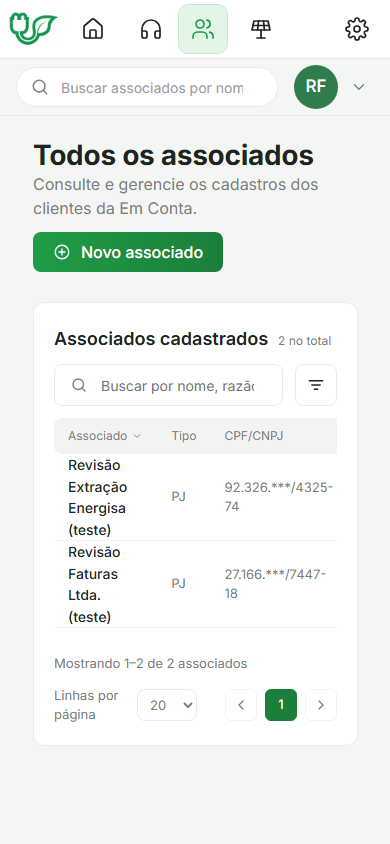 Buscar associados por nom
RF
Todos os associados
Consulte e gerencie os cadastros dos
clientes da Em Conta.
Novo associado
Associados cadastrados 2 no total
Buscar por nome, razão
Associado Tipo CPF/CNPJ
Revisão
Extração
Energisa
(teste)
PJ
92.326.***/4325-
74
Revisão
Faturas
Ltda.
(teste)
PJ
27.166.***/7447-
18
Mostrando 1–2 de 2 associados
Linhas por
página
20
1